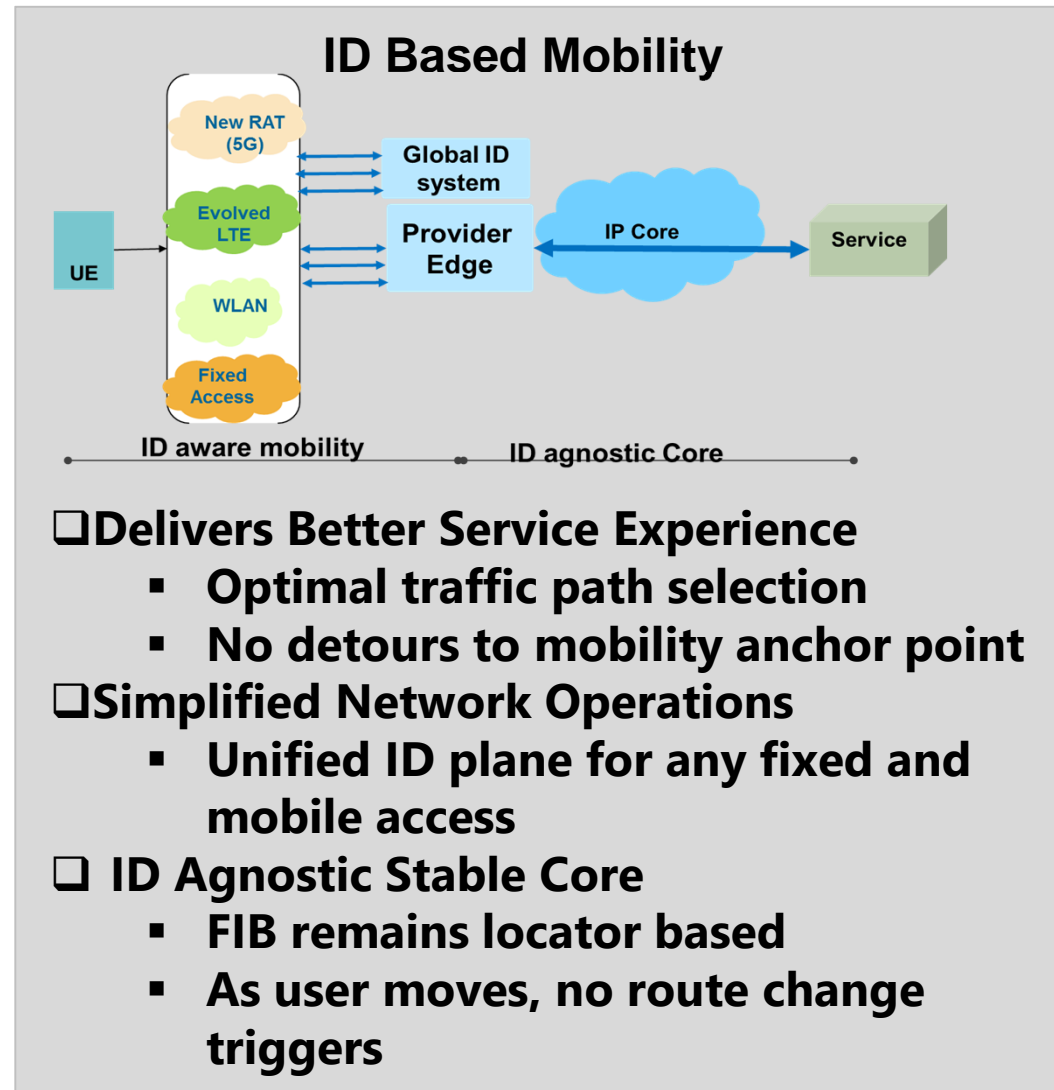 ID Based Mobility
New RAT
(5G)
Global ID
system
Evolved
LTE
Provider
Edge
IP Core
Service
UE
WLAN
Fixed
Access
ID aware mobility
ID agnostic Core
❑Delivers Better Service Experience
▪ Optimal traffic path selection
▪ No detours to mobility anchor point
❑Simplified Network Operations
▪ Unified ID plane for any fixed and
mobile access
❑ ID Agnostic Stable Core
▪ FIB remains locator based
▪ As user moves, no route change
triggers